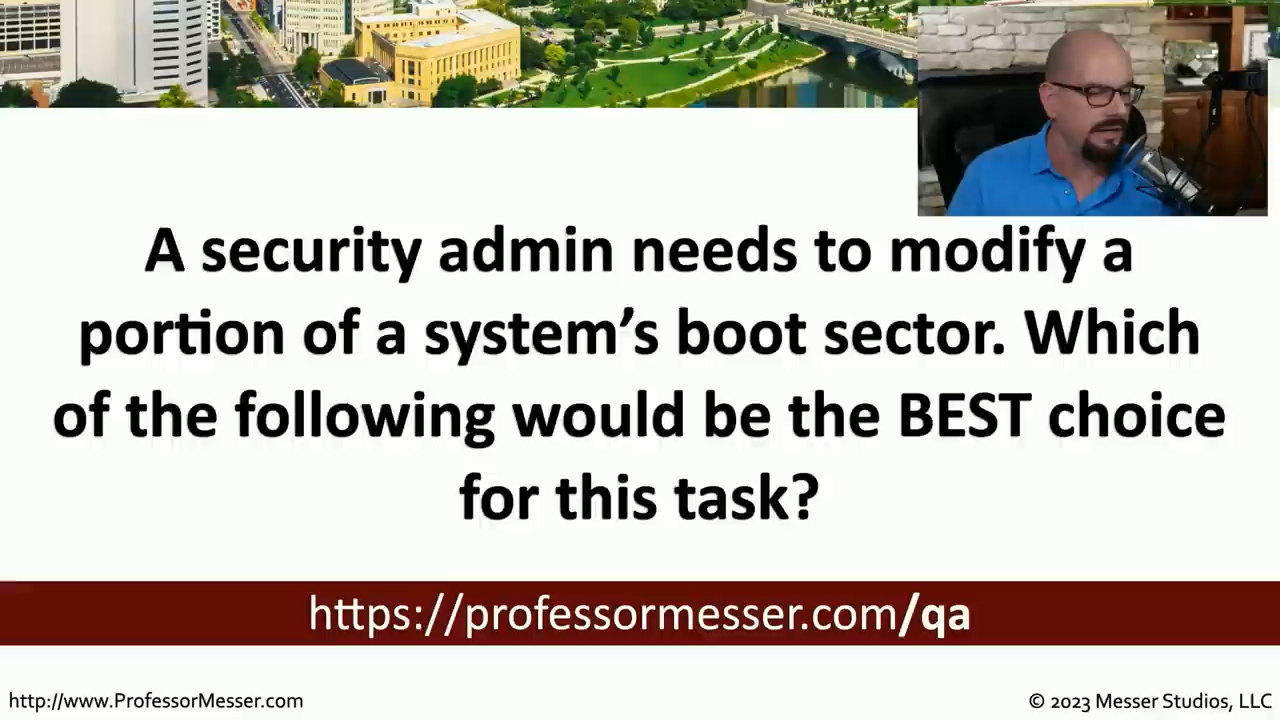 A security admin needs to modify a
portion of a system’s boot sector. Which
of the following would be the BEST choice
for this task?
https://professormesser.com/qa
http://www.ProfessorMesser.com
© 2023 Messer Studios, LLC